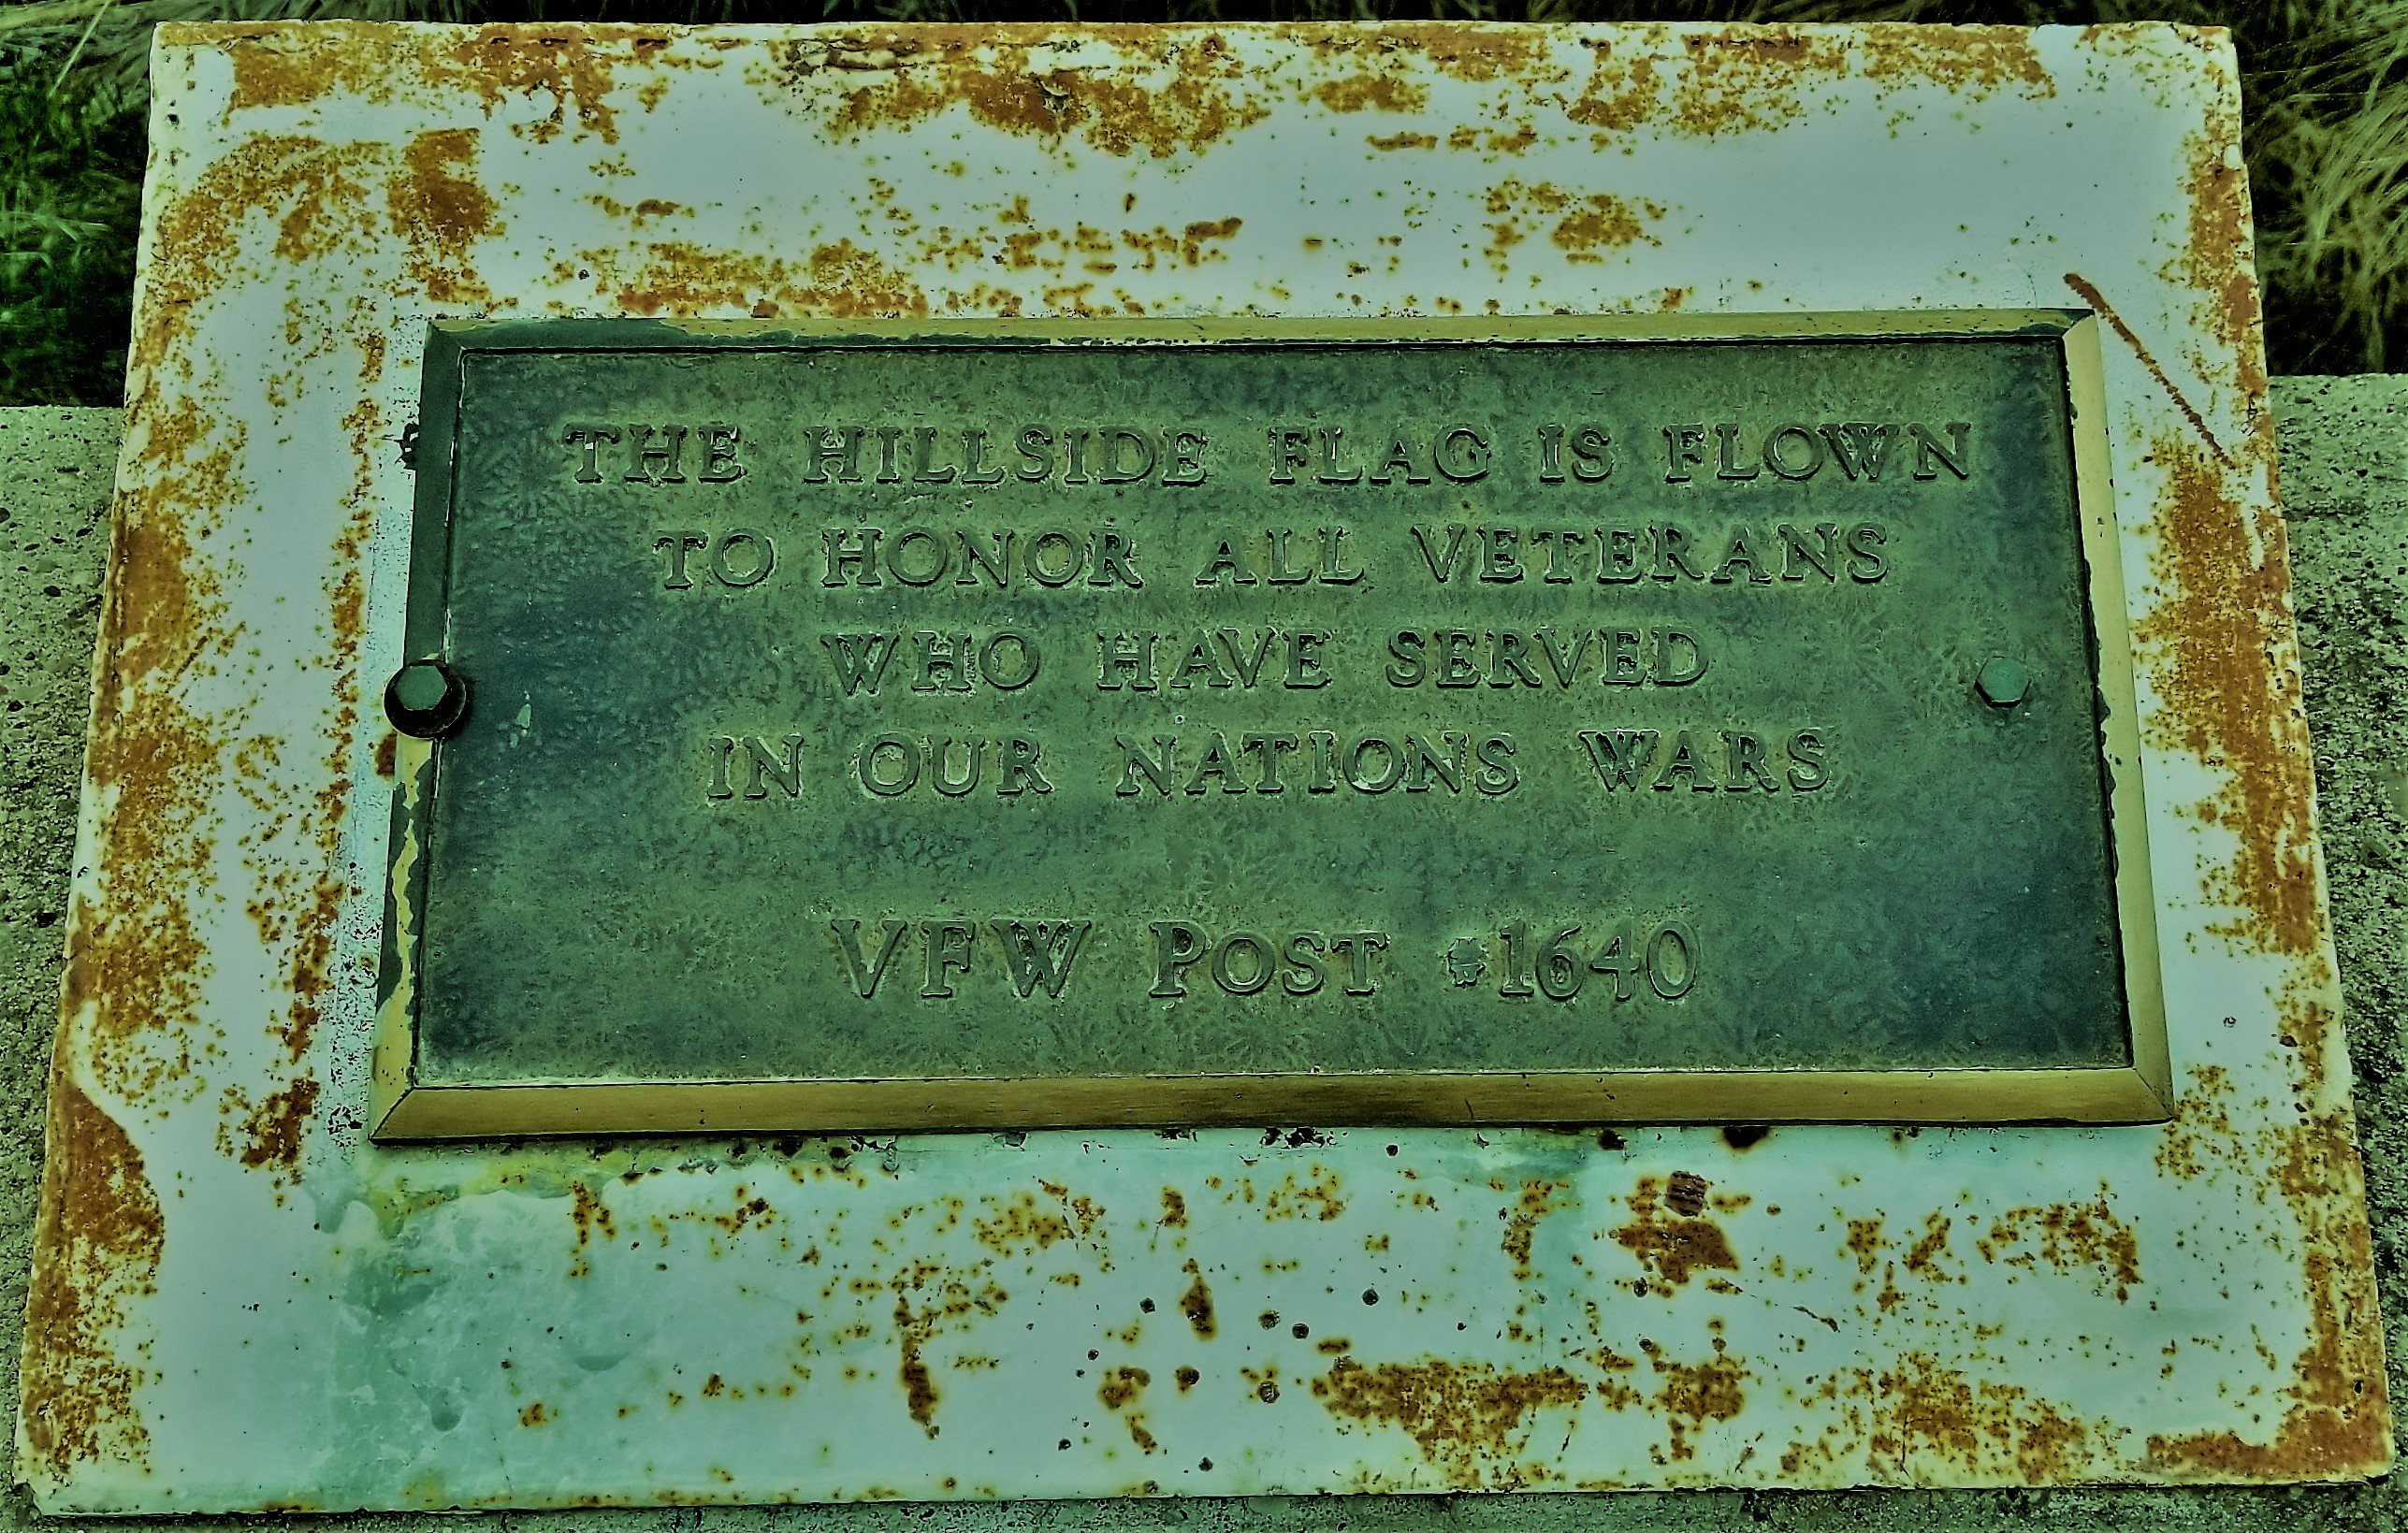 THE HILLSIDE FLAG IS FLOWN
TO HONOR ALL VETERANS
WHO HAVE SERVED
IN OUR NATIONS WARS
VFW POST #1640